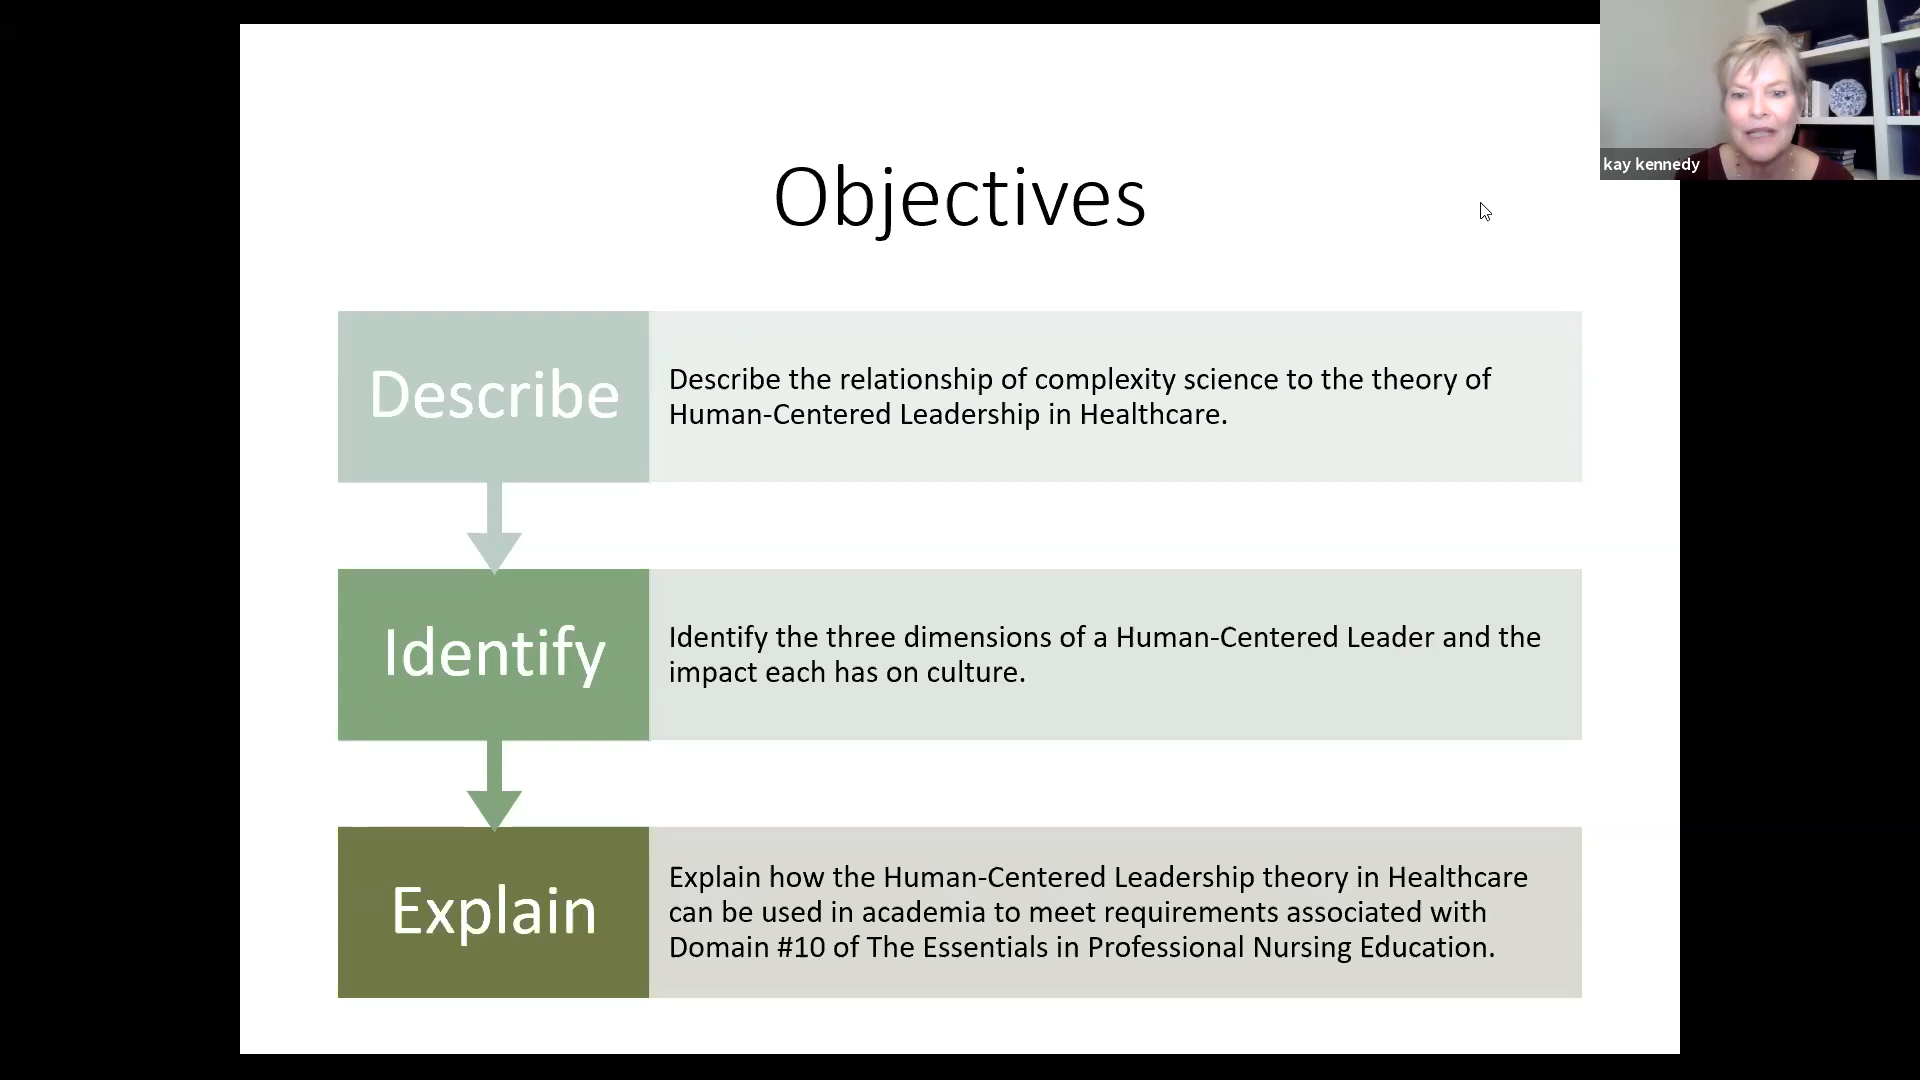 kay kennedy
Objectives
Describe
Describe the relationship of complexity science to the theory of
Human-Centered Leadership in Healthcare.
Identify
Identify the three dimensions of a Human-Centered Leader and the
impact each has on culture.
Explain
Explain how the Human-Centered Leadership theory in Healthcare
can be used in academia to meet requirements associated with
Domain #10 of The Essentials in Professional Nursing Education.